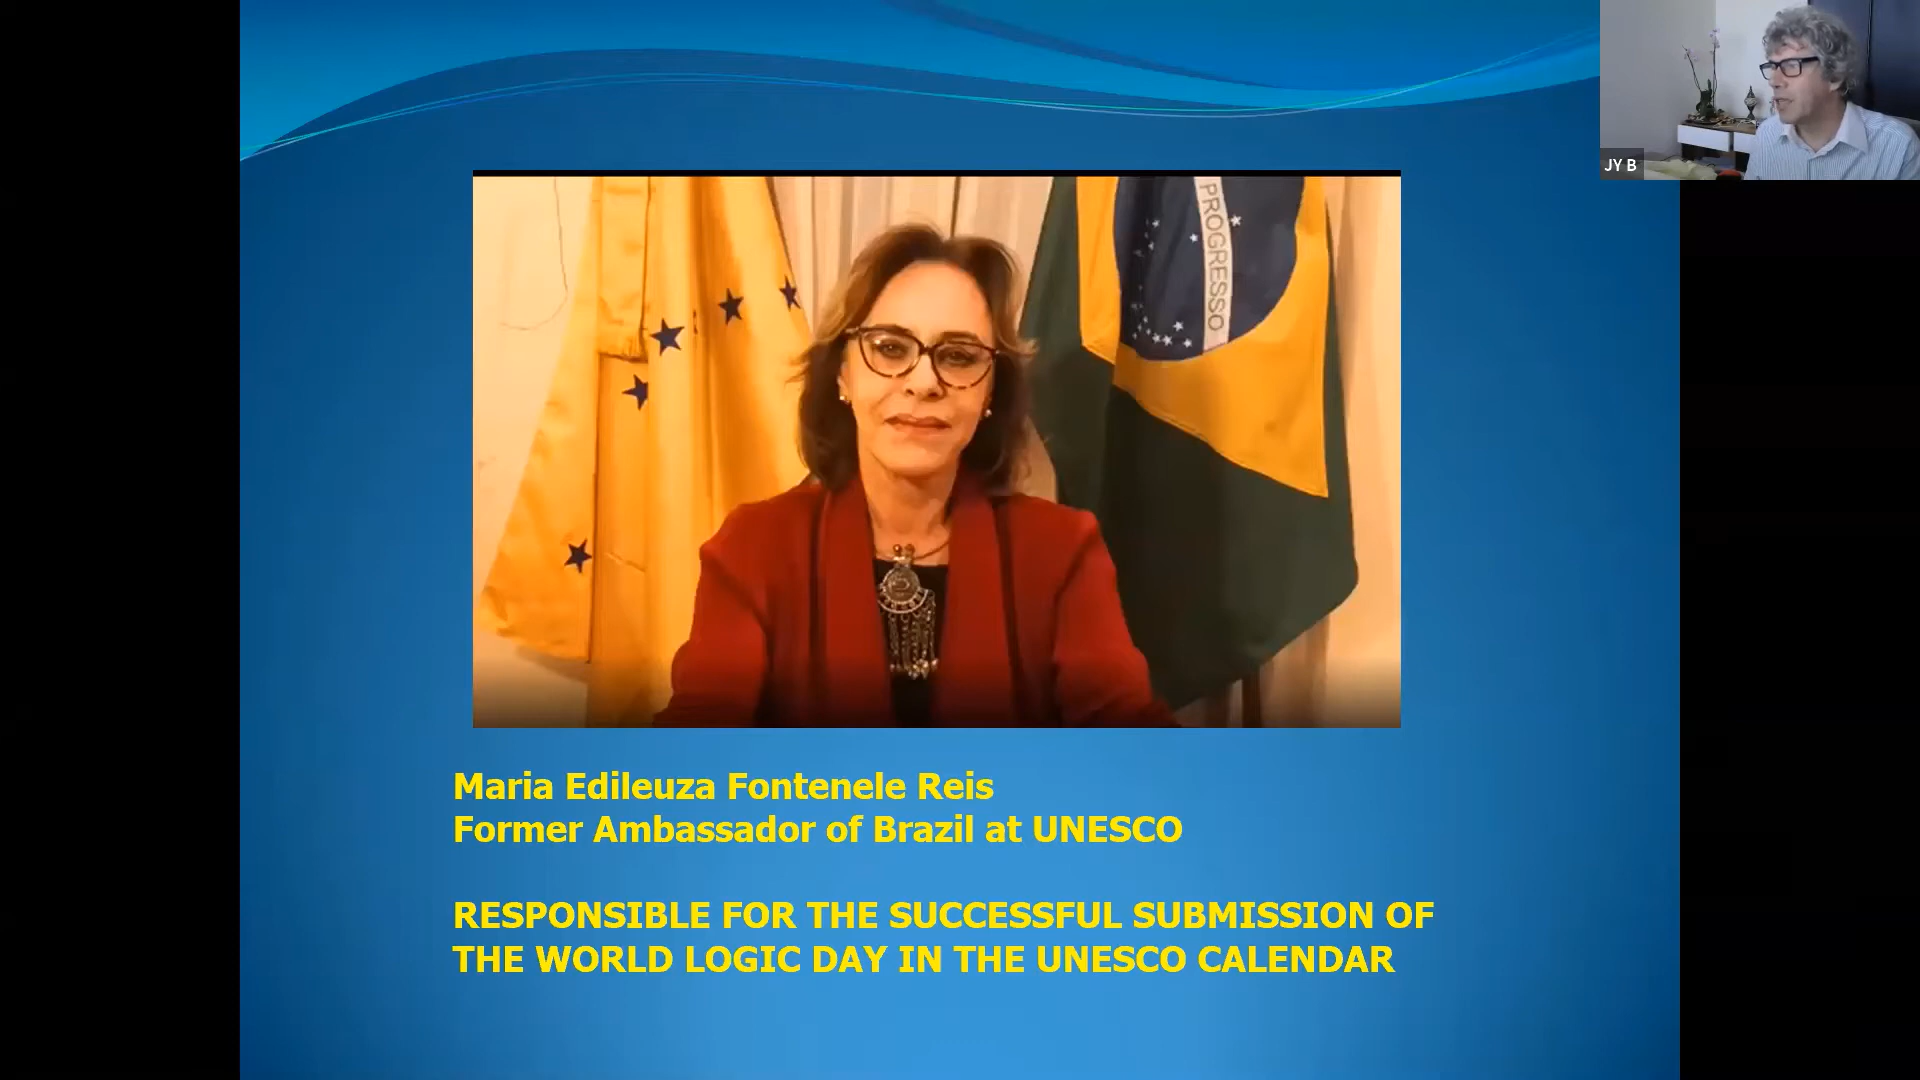 PROGRESSO
JY B
Maria Edileuza Fontenele Reis
Former Ambassador of Brazil at UNESCO
RESPONSIBLE FOR THE SUCCESSFUL SUBMISSION OF
THE WORLD LOGIC DAY IN THE UNESCO CALENDAR